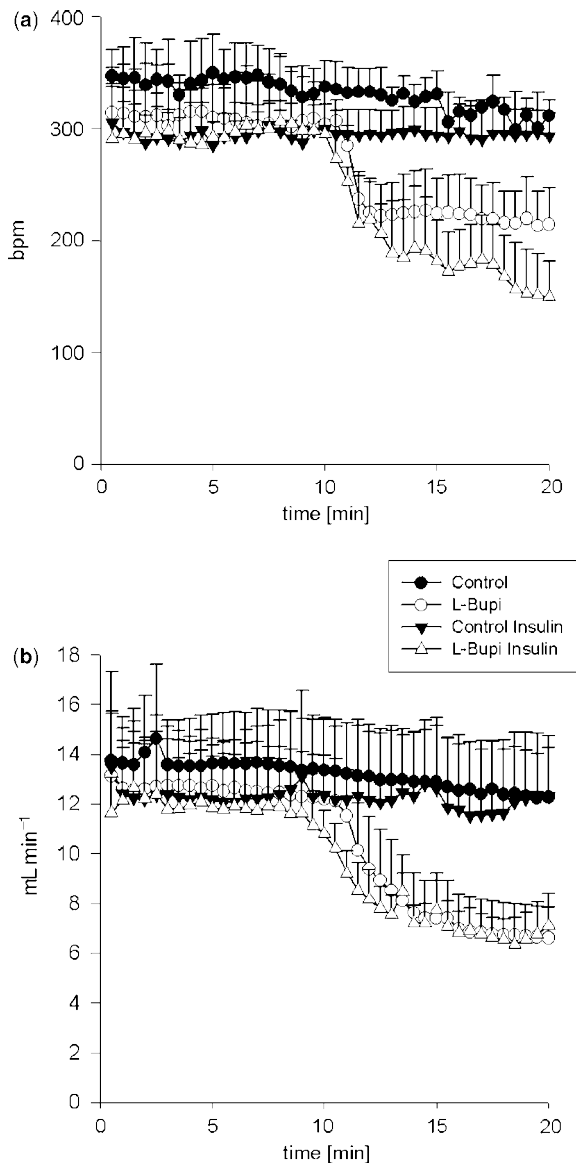 (a)
400
300
200
100
0
bpm
0 5 10 15 20
time [min]
Control
L-Bupi
Control Insulin
L-Bupi Insulin
(b)
18
16
14
12
10
8
6
4
2
0
mL min⁻¹
0 5 10 15 20
time [min]